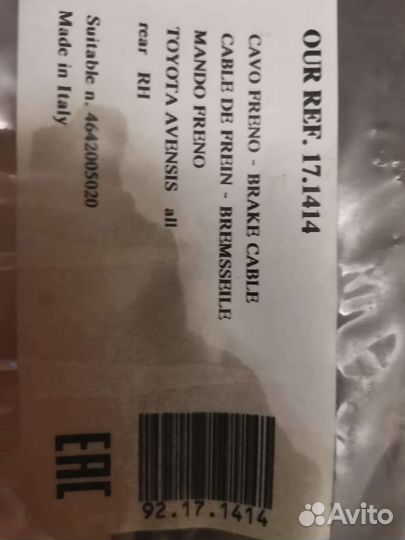 OUR REF. 17.1414
CAVO FRENO - BRAKE CABLE
CABLE DE FREIN - BREMSSEILE
MANDO FRENO
TOYOTA AVENSIS all
rear RH
Suitable n. 4642005020
Made in Italy
EAC
92.17.1414
Avito